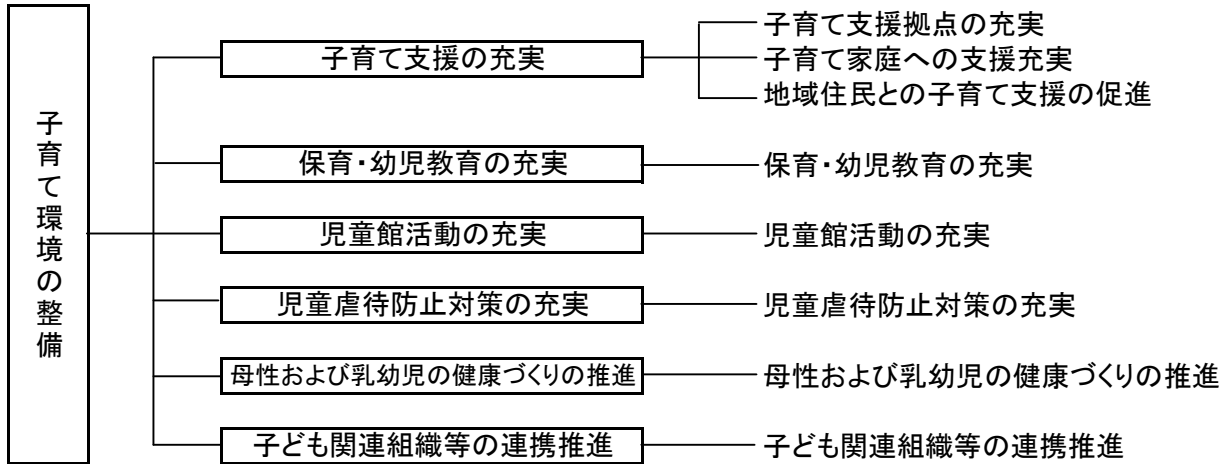 子育て環境の整備
子育て支援の充実
子育て支援拠点の充実
子育て家庭への支援充実
地域住民との子育て支援の促進
保育・幼児教育の充実
保育・幼児教育の充実
児童館活動の充実
児童館活動の充実
児童虐待防止対策の充実
児童虐待防止対策の充実
母性および乳幼児の健康づくりの推進
母性および乳幼児の健康づくりの推進
子ども関連組織等の連携推進
子ども関連組織等の連携推進